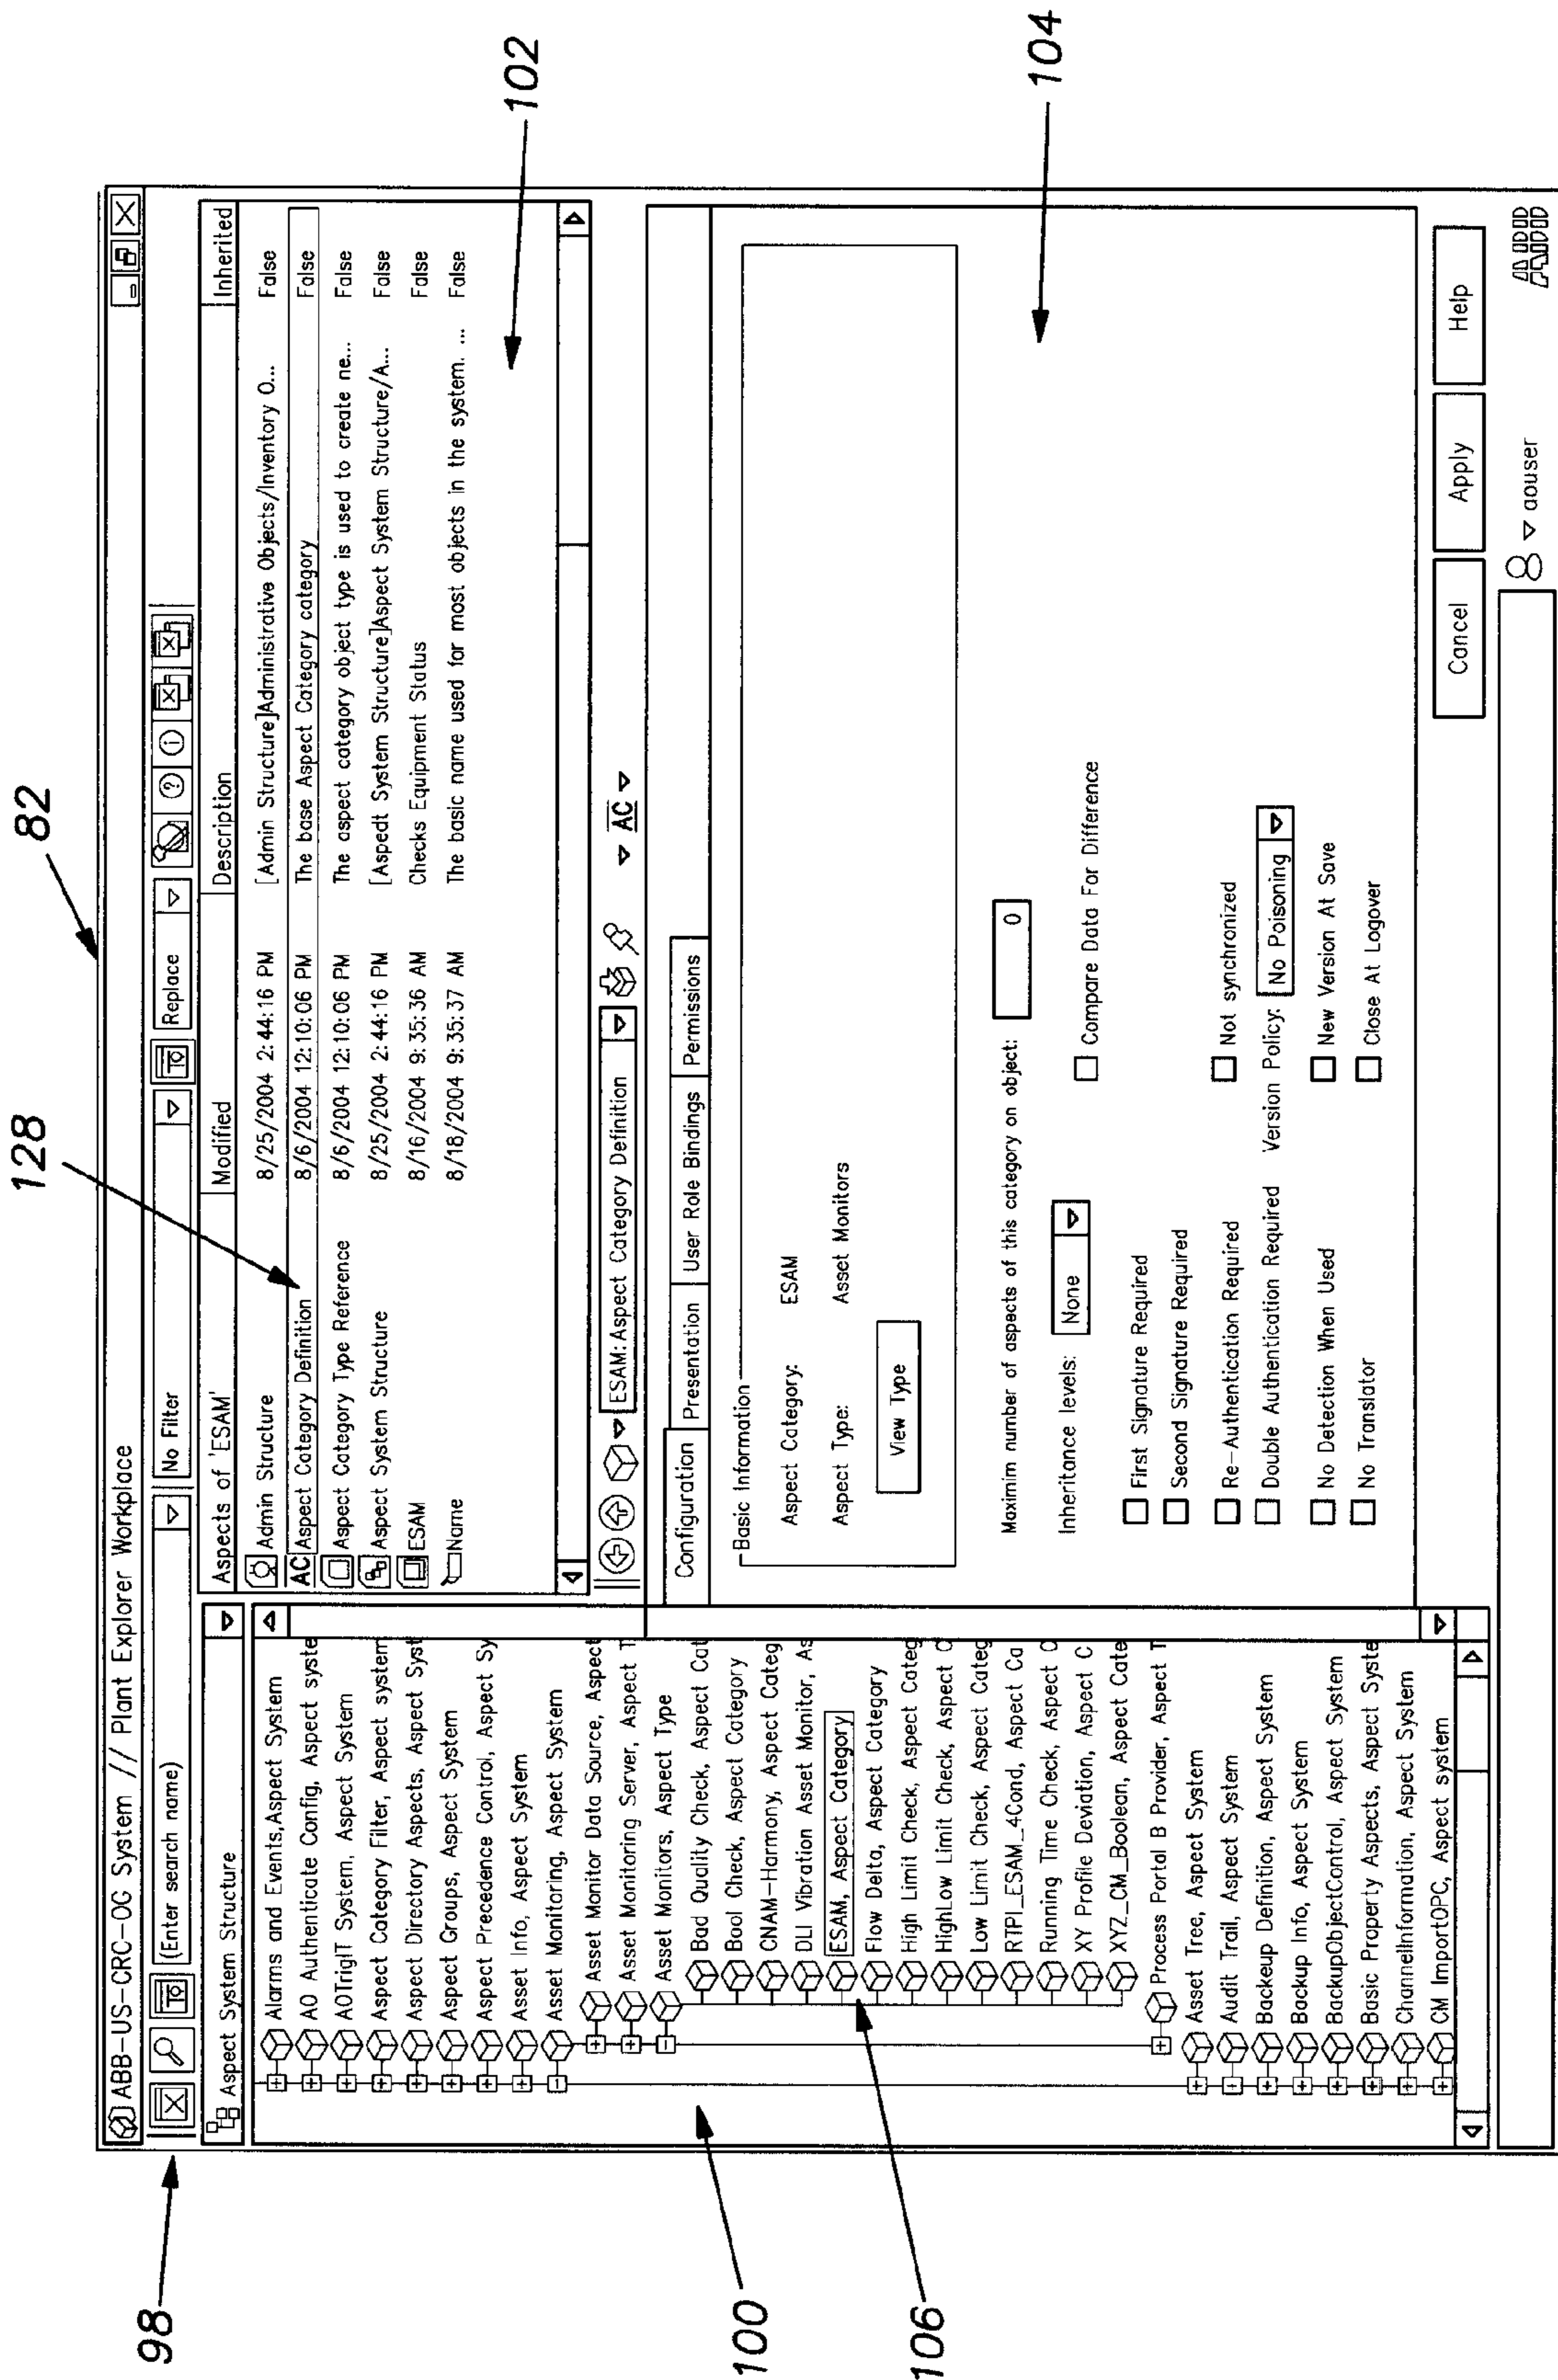 82
128
98
102
104
100
106
ABB-US-CRC-OG System // Plant Explorer Workplace
(Enter search name)
No Filter
Replace
Aspect System Structure
Alarms and Events,Aspect System
AO Authenticate Config, Aspect syste
AOTrigIT System, Aspect System
Aspect Category Filter, Aspect system
Aspect Directory Aspects, Aspect Syst
Aspect Groups, Aspect System
Aspect Precedence Control, Aspect Sy
Asset Info, Aspect System
Asset Monitoring, Aspect System
Asset Monitor Data Source, Aspect
Asset Monitoring Server, Aspect T
Asset Monitors, Aspect Type
Bad Quality Check, Aspect Cat
Bool Check, Aspect Category
CNAM-Harmony, Aspect Categ
DLI Vibration Asset Monitor, As
ESAM, Aspect Category
Flow Delta, Aspect Category
High Limit Check, Aspect Categ
HighLow Limit Check, Aspect C
Low Limit Check, Aspect Categ
RTPI_ESAM_4Cond, Aspect Ca
Running Time Check, Aspect C
XY Profile Deviation, Aspect C
XYZ_CM_Boolean, Aspect Cate
Process Portal B Provider, Aspect T
Asset Tree, Aspect System
Audit Trail, Aspect System
Backeup Definition, Aspect System
Backup Info, Aspect System
BackupObjectControl, Aspect System
Basic Property Aspects, Aspect Syste
ChannelInformation, Aspect System
CM ImportOPC, Aspect system
Aspects of 'ESAM' Modified Description Inherited
Admin Structure 8/25/2004 2:44:16 PM [Admin Structure]Administrative Objects/Inventory O... False
AC Aspect Category Definition 8/6/2004 12:10:06 PM The base Aspect Category category False
Aspect Category Type Reference 8/6/2004 12:10:06 PM The aspect category object type is used to create ne... False
Aspect System Structure 8/25/2004 2:44:16 PM [Aspedt System Structure]Aspect System Structure/A... False
ESAM 8/16/2004 9:35:36 AM Checks Equipment Status False
Name 8/18/2004 9:35:37 AM The basic name used for most objects in the system. ... False
ESAM:Aspect Category Definition
AC
Configuration Presentation User Role Bindings Permissions
Basic Information
Aspect Category: ESAM
Aspect Type: Asset Monitors
View Type
Maximim number of aspects of this category on object: 0
Inheritance levels: None
Compare Data For Difference
First Signature Required
Second Signature Required
Re-Authentication Required
Not synchronized
Double Authentication Required
Version Policy: No Poisoning
No Detection When Used
New Version At Save
No Translator
Close At Logover
Cancel Apply Help
aouser
ABB